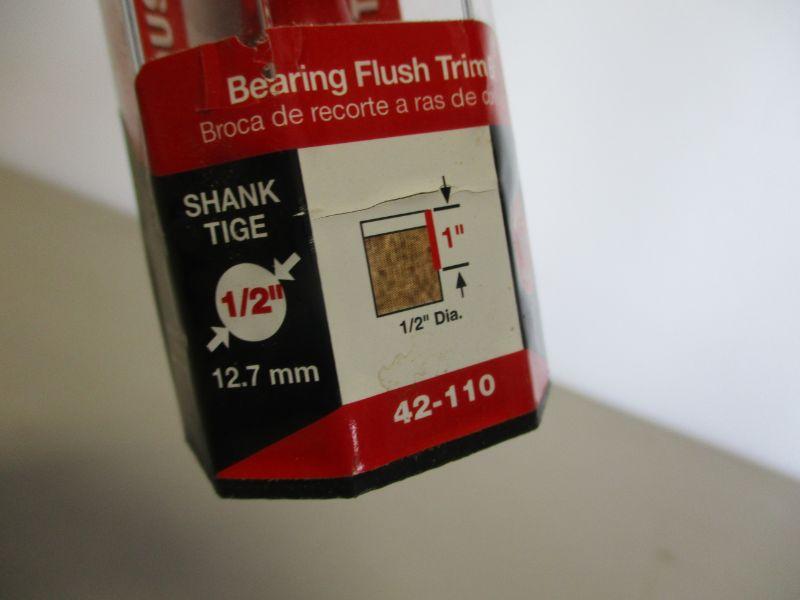 Bearing Flush Trim
Broca de recorte a ras de
SHANK
TIGE
1/2"
12.7 mm
1"
1/2" Dia.
42-110